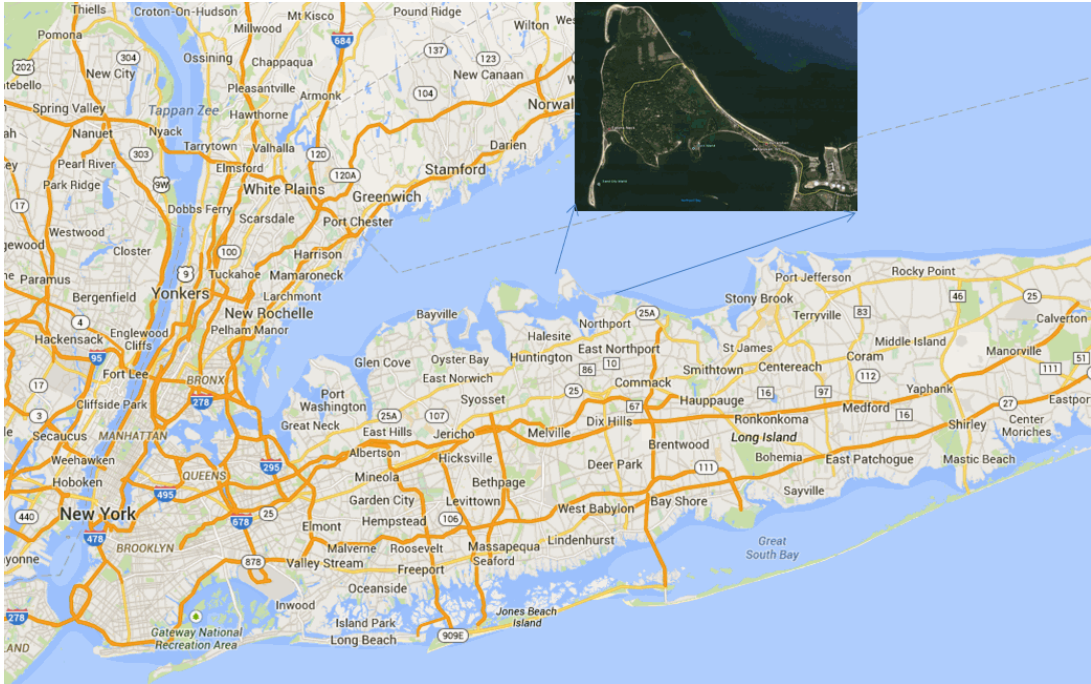 Thiells
Croton-On-Hudson
Mt Kisco
Pound Ridge
Wilton
Pomona
Millwood
684
137
123
202
304
Ossining
Chappaqua
New Canaan
New City
Pleasantville
Armonk
104
Spring Valley
Tappan Zee
Hawthorne
Norwalk
Nanuet
Nyack
Valhalla
120
Darien
Pearl River
303
Tarrytown
Elmsford
Stamford
Park Ridge
9W
White Plains
120A
Greenwich
17
Dobbs Ferry
Scarsdale
Westwood
Port Chester
Closter
100
Harrison
Paramus
9
Tuckahoe
Mamaroneck
Bergenfield
Yonkers
Larchmont
4
New Rochelle
Hackensack
Englewood
Cliffs
Pelham Manor
95
Fort Lee
BRONX
278
17
Cliffside Park
3
Secaucus
MANHATTAN
Weehawken
QUEENS
295
Hoboken
495
440
New York
678
25
478
BROOKLYN
878
278
Gateway National
Recreation Area
Port Jefferson
Rocky Point
Stony Brook
46
25
Bayville
Northport
25A
Terryville
83
Calverton
Halesite
Glen Cove
Oyster Bay
Huntington
East Northport
St James
Middle Island
Manorville
East Norwich
86
10
Smithtown
Centereach
Coram
51
Port
Washington
Syosset
25
Commack
112
111
Great Neck
25A
107
67
Hauppauge
16
97
Yaphank
27
Eastport
East Hills
Jericho
Melville
Dix Hills
Ronkonkoma
Medford
16
Center
Moriches
Albertson
Hicksville
Brentwood
Long Island
Shirley
Mineola
Deer Park
111
Bohemia
East Patchogue
Mastic Beach
Garden City
Bethpage
Levittown
Bay Shore
Sayville
Hempstead
106
West Babylon
Elmont
Malverne
Roosevelt
Massapequa
Lindenhurst
Great
South Bay
Valley Stream
Freeport
Seaford
Oceanside
Inwood
Island Park
Jones Beach
Island
Long Beach
909E